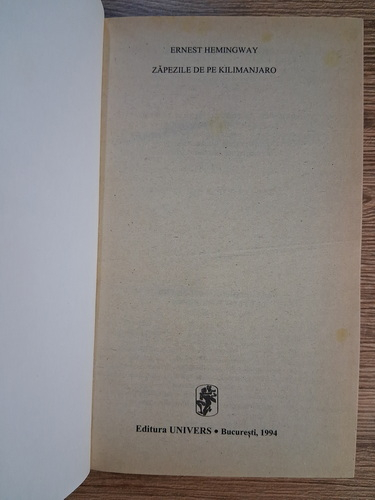 ERNEST HEMINGWAY
ZĂPEZILE DE PE KILIMANJARO
Editura UNIVERS • București, 1994